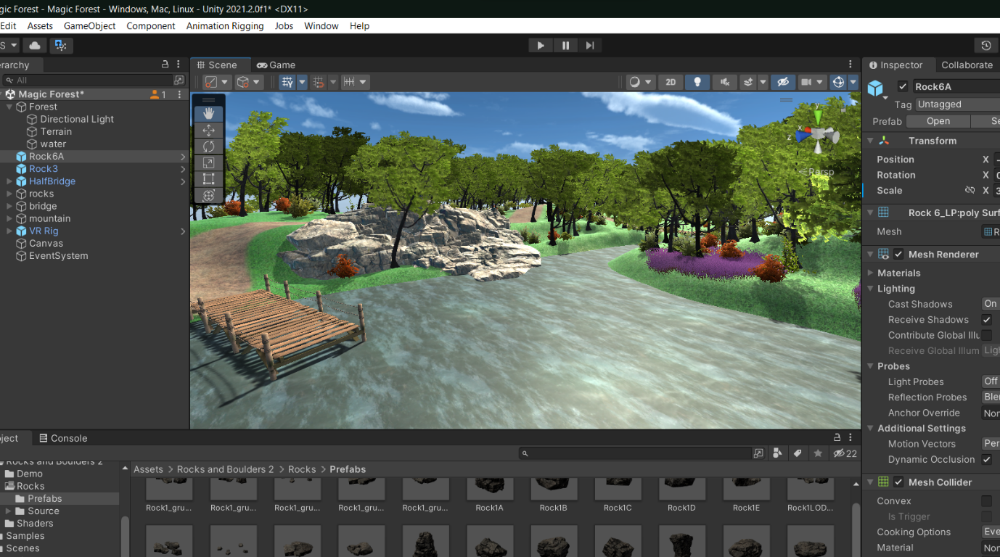 gic Forest - Magic Forest - Windows, Mac, Linux - Unity 2021.2.0f1* <DX11>
Edit Assets GameObject Component Animation Rigging Jobs Window Help
S
erarchy
All
Magic Forest* 1
Forest
Directional Light
Terrain
water
Rock6A
Rock3
HalfBridge
rocks
bridge
mountain
VR Rig
Canvas
EventSystem
Scene Game
2D
y
x
z
Persp
Inspector Collaborate
Rock6A
Tag Untagged
Prefab Open Se
Transform
Position X -
Rotation X 0
Scale X 3
Rock 6_LP:poly Surf
Mesh R
Mesh Renderer
Materials
Lighting
Cast Shadows On
Receive Shadows
Contribute Global Illu
Receive Global Illum Ligh
Probes
Light Probes Off
Reflection Probes Blen
Anchor Override Non
Additional Settings
Motion Vectors Per
Dynamic Occlusion
Mesh Collider
Convex
Is Trigger
Cooking Options Eve
Material Non
oject Console
22
Rocks and Boulders 2
Demo
Rocks
Prefabs
Source
Shaders
Samples
Scenes
Assets > Rocks and Boulders 2 > Rocks > Prefabs
Rock1_gru... Rock1_gru... Rock1_gru... Rock1_gru... Rock1_gru... Rock1A Rock1B Rock1C Rock1D Rock1E Rock1LOD...